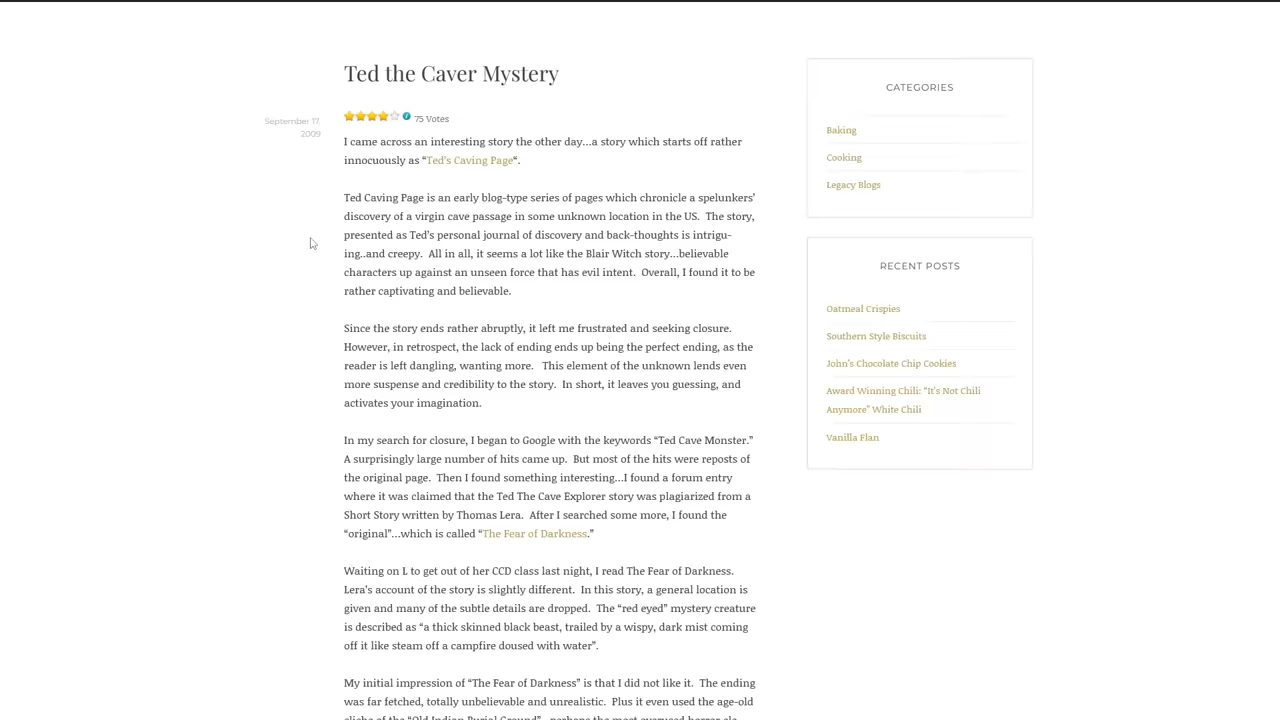 Ted the Caver Mystery
September 17,
2009
75 Votes
I came across an interesting story the other day…a story which starts off rather
innocuously as “Ted’s Caving Page“.
Ted Caving Page is an early blog-type series of pages which chronicle a spelunkers’
discovery of a virgin cave passage in some unknown location in the US.  The story,
presented as Ted’s personal journal of discovery and back-thoughts is intrigu-
ing..and creepy.  All in all, it seems a lot like the Blair Witch story…believable
characters up against an unseen force that has evil intent.  Overall, I found it to be
rather captivating and believable.
Since the story ends rather abruptly, it left me frustrated and seeking closure.
However, in retrospect, the lack of ending ends up being the perfect ending, as the
reader is left dangling, wanting more.   This element of the unknown lends even
more suspense and credibility to the story.  In short, it leaves you guessing, and
activates your imagination.
In my search for closure, I began to Google with the keywords “Ted Cave Monster.”
A surprisingly large number of hits came up.  But most of the hits were reposts of
the original page.  Then I found something interesting…I found a forum entry
where it was claimed that the Ted The Cave Explorer story was plagiarized from a
Short Story written by Thomas Lera.  After I searched some more, I found the
“original”…which is called “The Fear of Darkness.”
Waiting on L to get out of her CCD class last night, I read The Fear of Darkness.
Lera’s account of the story is slightly different.  In this story, a general location is
given and many of the subtle details are dropped.  The “red eyed” mystery creature
is described as “a thick skinned black beast, trailed by a wispy, dark mist coming
off it like steam off a campfire doused with water”.
My initial impression of “The Fear of Darkness” is that I did not like it.  The ending
was far fetched, totally unbelievable and unrealistic.  Plus it even used the age-old
cliche of the “Old Indian Burial Ground”…perhaps the most overused horror cle-
CATEGORIES
Baking
Cooking
Legacy Blogs
RECENT POSTS
Oatmeal Crispies
Southern Style Biscuits
John’s Chocolate Chip Cookies
Award Winning Chili: “It’s Not Chili
Anymore” White Chili
Vanilla Flan